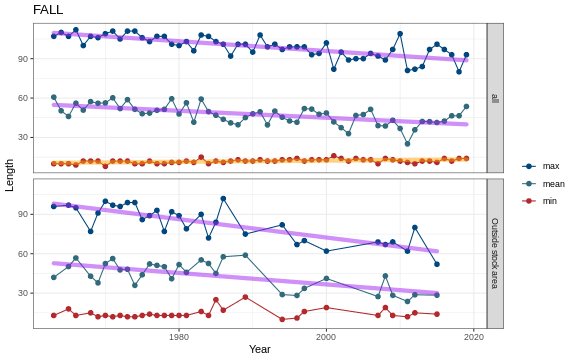 FALL
90
60
30
all
90
60
30
Outside stock area
1980
2000
2020
Year
Length
max
mean
min